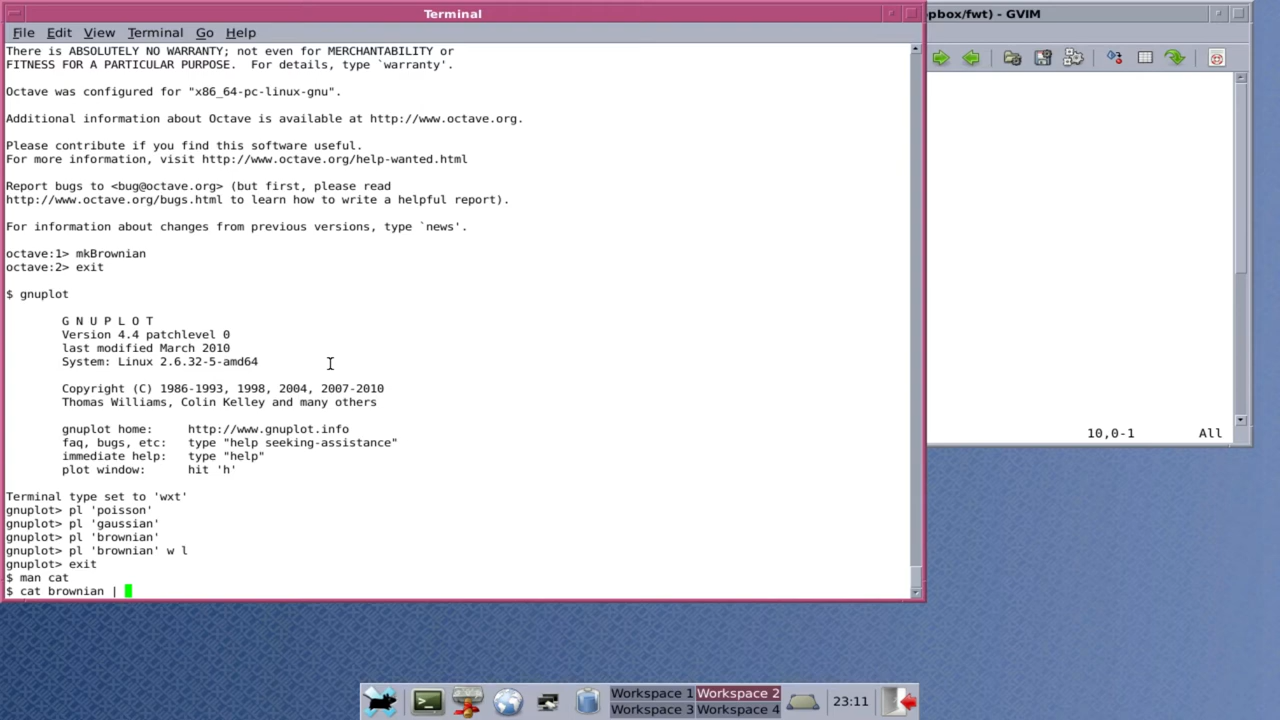 Terminal
pbox/fwt) - GVIM
File Edit View Terminal Go Help
There is ABSOLUTELY NO WARRANTY; not even for MERCHANTABILITY or
FITNESS FOR A PARTICULAR PURPOSE.  For details, type `warranty'.
Octave was configured for "x86_64-pc-linux-gnu".
Additional information about Octave is available at http://www.octave.org.
Please contribute if you find this software useful.
For more information, visit http://www.octave.org/help-wanted.html
Report bugs to <bug@octave.org> (but first, please read
http://www.octave.org/bugs.html to learn how to write a helpful report).
For information about changes from previous versions, type `news'.
octave:1> mkBrownian
octave:2> exit
$ gnuplot
G N U P L O T
Version 4.4 patchlevel 0
last modified March 2010
System: Linux 2.6.32-5-amd64
Copyright (C) 1986-1993, 1998, 2004, 2007-2010
Thomas Williams, Colin Kelley and many others
gnuplot home:     http://www.gnuplot.info
faq, bugs, etc:   type "help seeking-assistance"
immediate help:   type "help"
plot window:      hit 'h'
Terminal type set to 'wxt'
gnuplot> pl 'poisson'
gnuplot> pl 'gaussian'
gnuplot> pl 'brownian'
gnuplot> pl 'brownian' w l
gnuplot> exit
$ man cat
$ cat brownian |
10,0-1 All
Workspace 1 Workspace 2
Workspace 3 Workspace 4
23:11